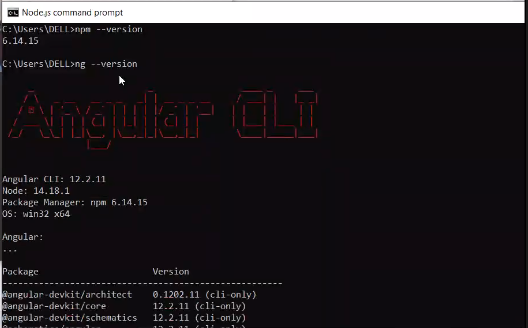 Node.js command prompt
C:\Users\DELL>npm --version
6.14.15
C:\Users\DELL>ng --version
Angular CLI
Angular CLI: 12.2.11
Node: 14.18.1
Package Manager: npm 6.14.15
OS: win32 x64
Angular:
...
Package Version
------------------------------------------------------
@angular-devkit/architect 0.1202.11 (cli-only)
@angular-devkit/core 12.2.11 (cli-only)
@angular-devkit/schematics 12.2.11 (cli-only)